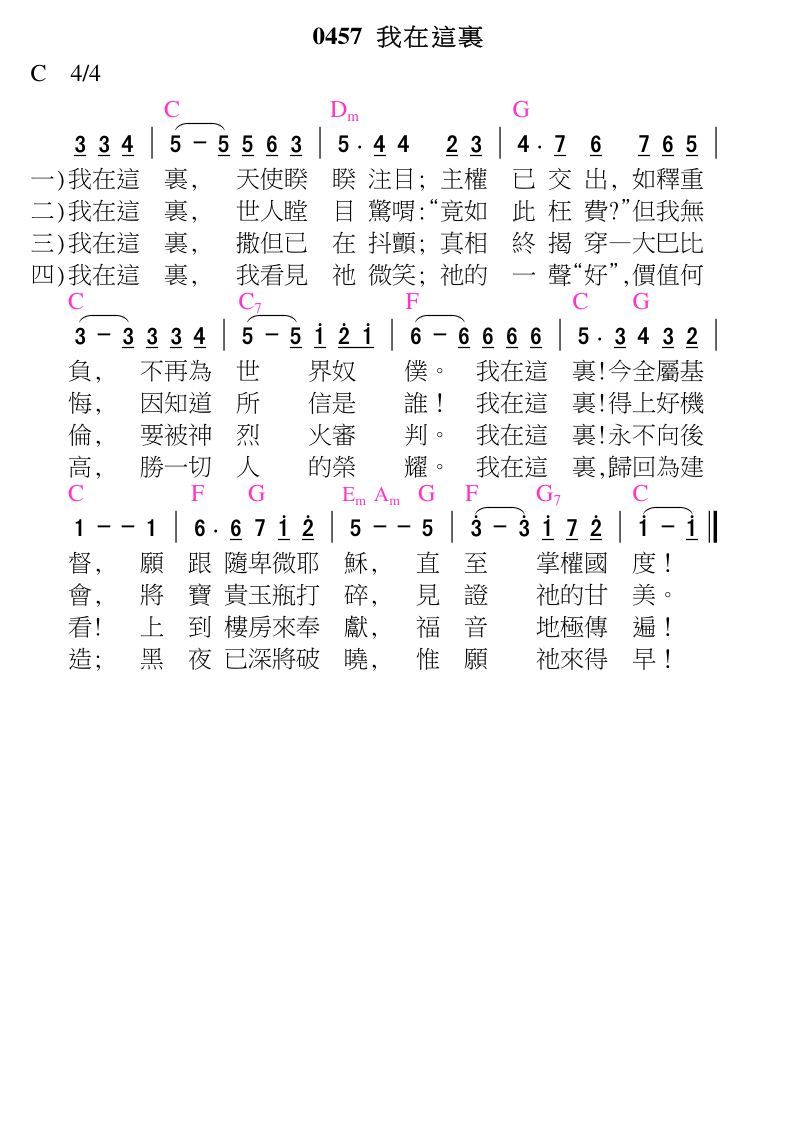 0457 我在這裏
C 4/4
C Dm G
3 3 4 | 5 - 5 5 6 3 | 5 . 4 4 2 3 | 4 . 7 6 7 6 5 |
一)我在這 裏, 天使睽 睽 注目; 主權 已 交 出, 如釋重
二)我在這 裏, 世人瞠 目 驚喟:“竟如 此 枉 費?”但我無
三)我在這 裏, 撒但已 在 抖顫; 真相 終 揭 穿—大巴比
四)我在這 裏, 我看見 祂 微笑; 祂的 一 聲“好”,價值何
C C7 F C G
3 - 3 3 3 4 | 5 - 5 i 2 i | 6 - 6 6 6 6 | 5 . 3 4 3 2 |
負, 不再為 世 界奴 僕。 我在這 裏!今全屬基
悔, 因知道 所 信是 誰! 我在這 裏!得上好機
倫, 要被神 烈 火審 判。 我在這 裏!永不向後
高, 勝一切 人 的榮 耀。 我在這 裏,歸回為建
C F G Em Am G F G7 C
1 - - 1 | 6 . 6 7 i 2 | 5 - - 5 | 3 - 3 i 7 2 | i - i ||
督, 願 跟 隨卑微耶 穌, 直 至 掌權國 度!
會, 將 寶 貴玉瓶打 碎, 見 證 祂的甘 美。
看! 上 到 樓房來奉 獻, 福 音 地極傳 遍!
造; 黑 夜 已深將破 曉, 惟 願 祂來得 早!